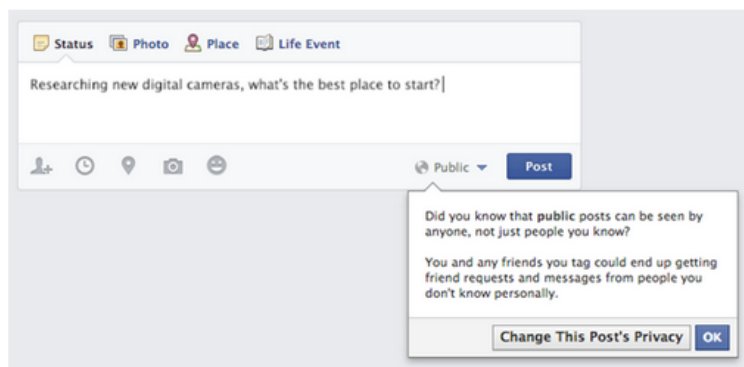 Status Photo Place Life Event
Researching new digital cameras, what's the best place to start?
Public Post
Did you know that public posts can be seen by
anyone, not just people you know?
You and any friends you tag could end up getting
friend requests and messages from people you
don't know personally.
Change This Post's Privacy OK